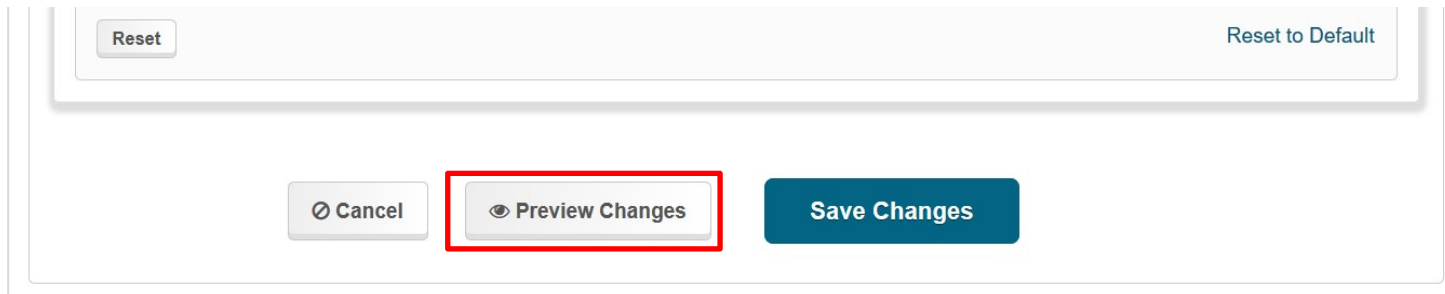 Reset
Reset to Default
Cancel
Preview Changes
Save Changes